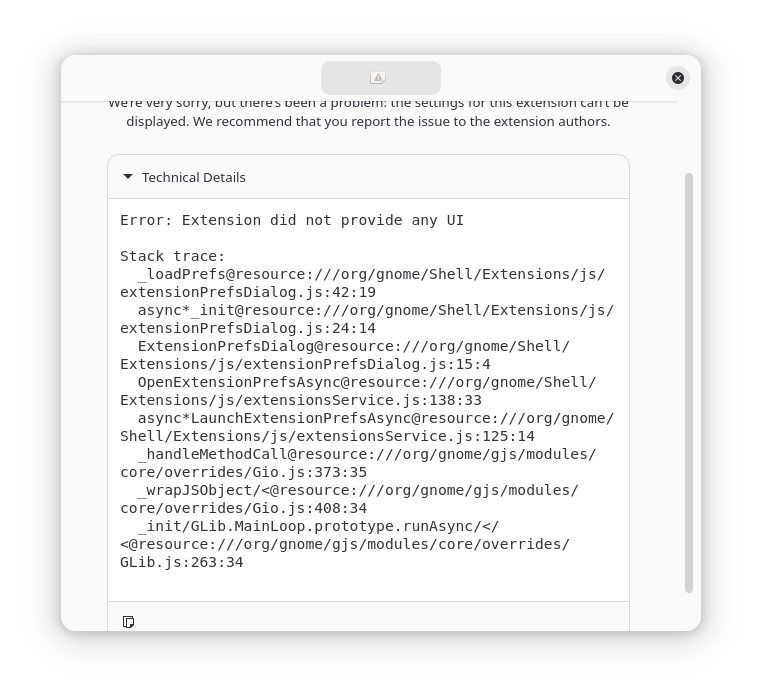 We're very sorry, but there's been a problem: the settings for this extension can't be
displayed. We recommend that you report the issue to the extension authors.
Technical Details
Error: Extension did not provide any UI
Stack trace:
_loadPrefs@resource:///org/gnome/Shell/Extensions/js/
extensionPrefsDialog.js:42:19
async*_init@resource:///org/gnome/Shell/Extensions/js/
extensionPrefsDialog.js:24:14
ExtensionPrefsDialog@resource:///org/gnome/Shell/
Extensions/js/extensionPrefsDialog.js:15:4
OpenExtensionPrefsAsync@resource:///org/gnome/Shell/
Extensions/js/extensionsService.js:138:33
async*LaunchExtensionPrefsAsync@resource:///org/gnome/
Shell/Extensions/js/extensionsService.js:125:14
_handleMethodCall@resource:///org/gnome/gjs/modules/
core/overrides/Gio.js:373:35
_wrapJSObject/<@resource:///org/gnome/gjs/modules/
core/overrides/Gio.js:408:34
_init/GLib.MainLoop.prototype.runAsync/</
<@resource:///org/gnome/gjs/modules/core/overrides/
GLib.js:263:34